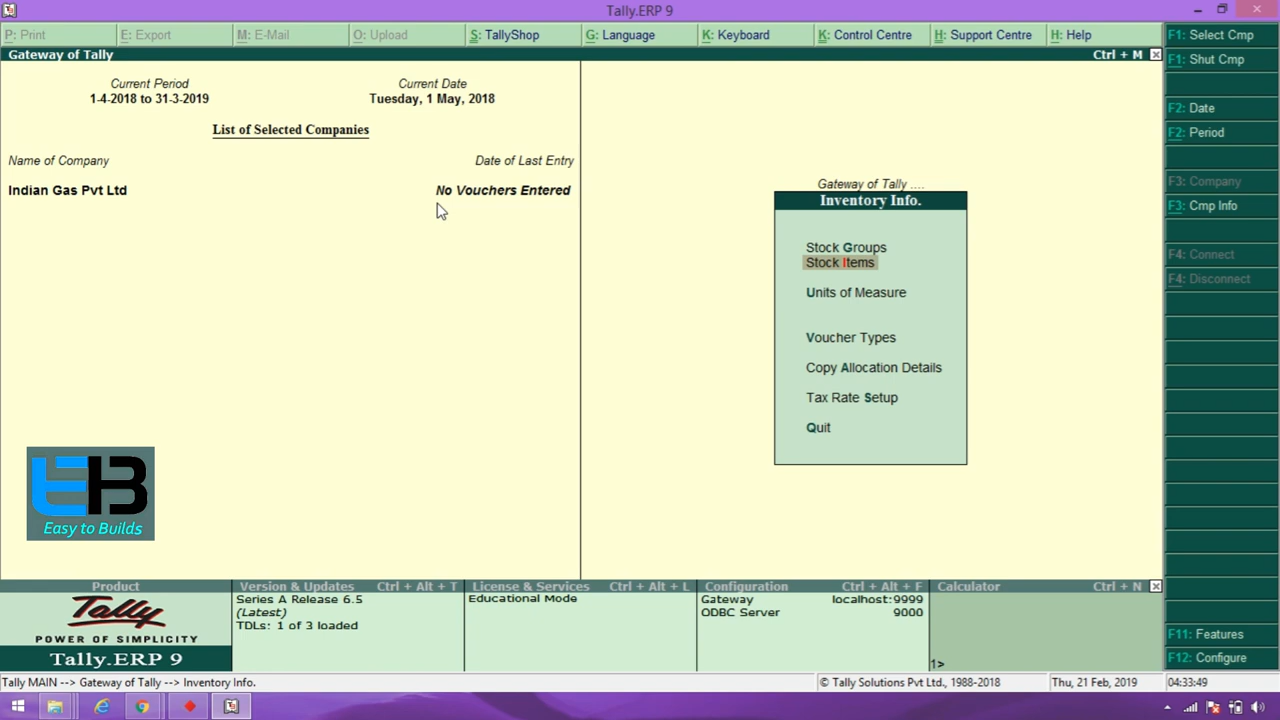 Tally.ERP 9
P: Print
E: Export
M: E-Mail
O: Upload
S: TallyShop
G: Language
K: Keyboard
K: Control Centre
H: Support Centre
H: Help
Gateway of Tally
Ctrl + M
Current Period
1-4-2018 to 31-3-2019
Current Date
Tuesday, 1 May, 2018
List of Selected Companies
Name of Company
Date of Last Entry
Indian Gas Pvt Ltd
No Vouchers Entered
Gateway of Tally ....
Inventory Info.
Stock Groups
Stock Items
Units of Measure
Voucher Types
Copy Allocation Details
Tax Rate Setup
Quit
F1: Select Cmp
F1: Shut Cmp
F2: Date
F2: Period
F3: Company
F3: Cmp Info
F4: Connect
F4: Disconnect
F11: Features
F12: Configure
EB
Easy to Builds
Product
Tally
POWER OF SIMPLICITY
Tally.ERP 9
Version & Updates Ctrl + Alt + T
Series A Release 6.5
(Latest)
TDLs: 1 of 3 loaded
License & Services Ctrl + Alt + L
Educational Mode
Configuration Ctrl + Alt + F
Gateway localhost:9999
ODBC Server 9000
Calculator Ctrl + N
1>
Tally MAIN --> Gateway of Tally --> Inventory Info.
© Tally Solutions Pvt Ltd., 1988-2018
Thu, 21 Feb, 2019
04:33:49